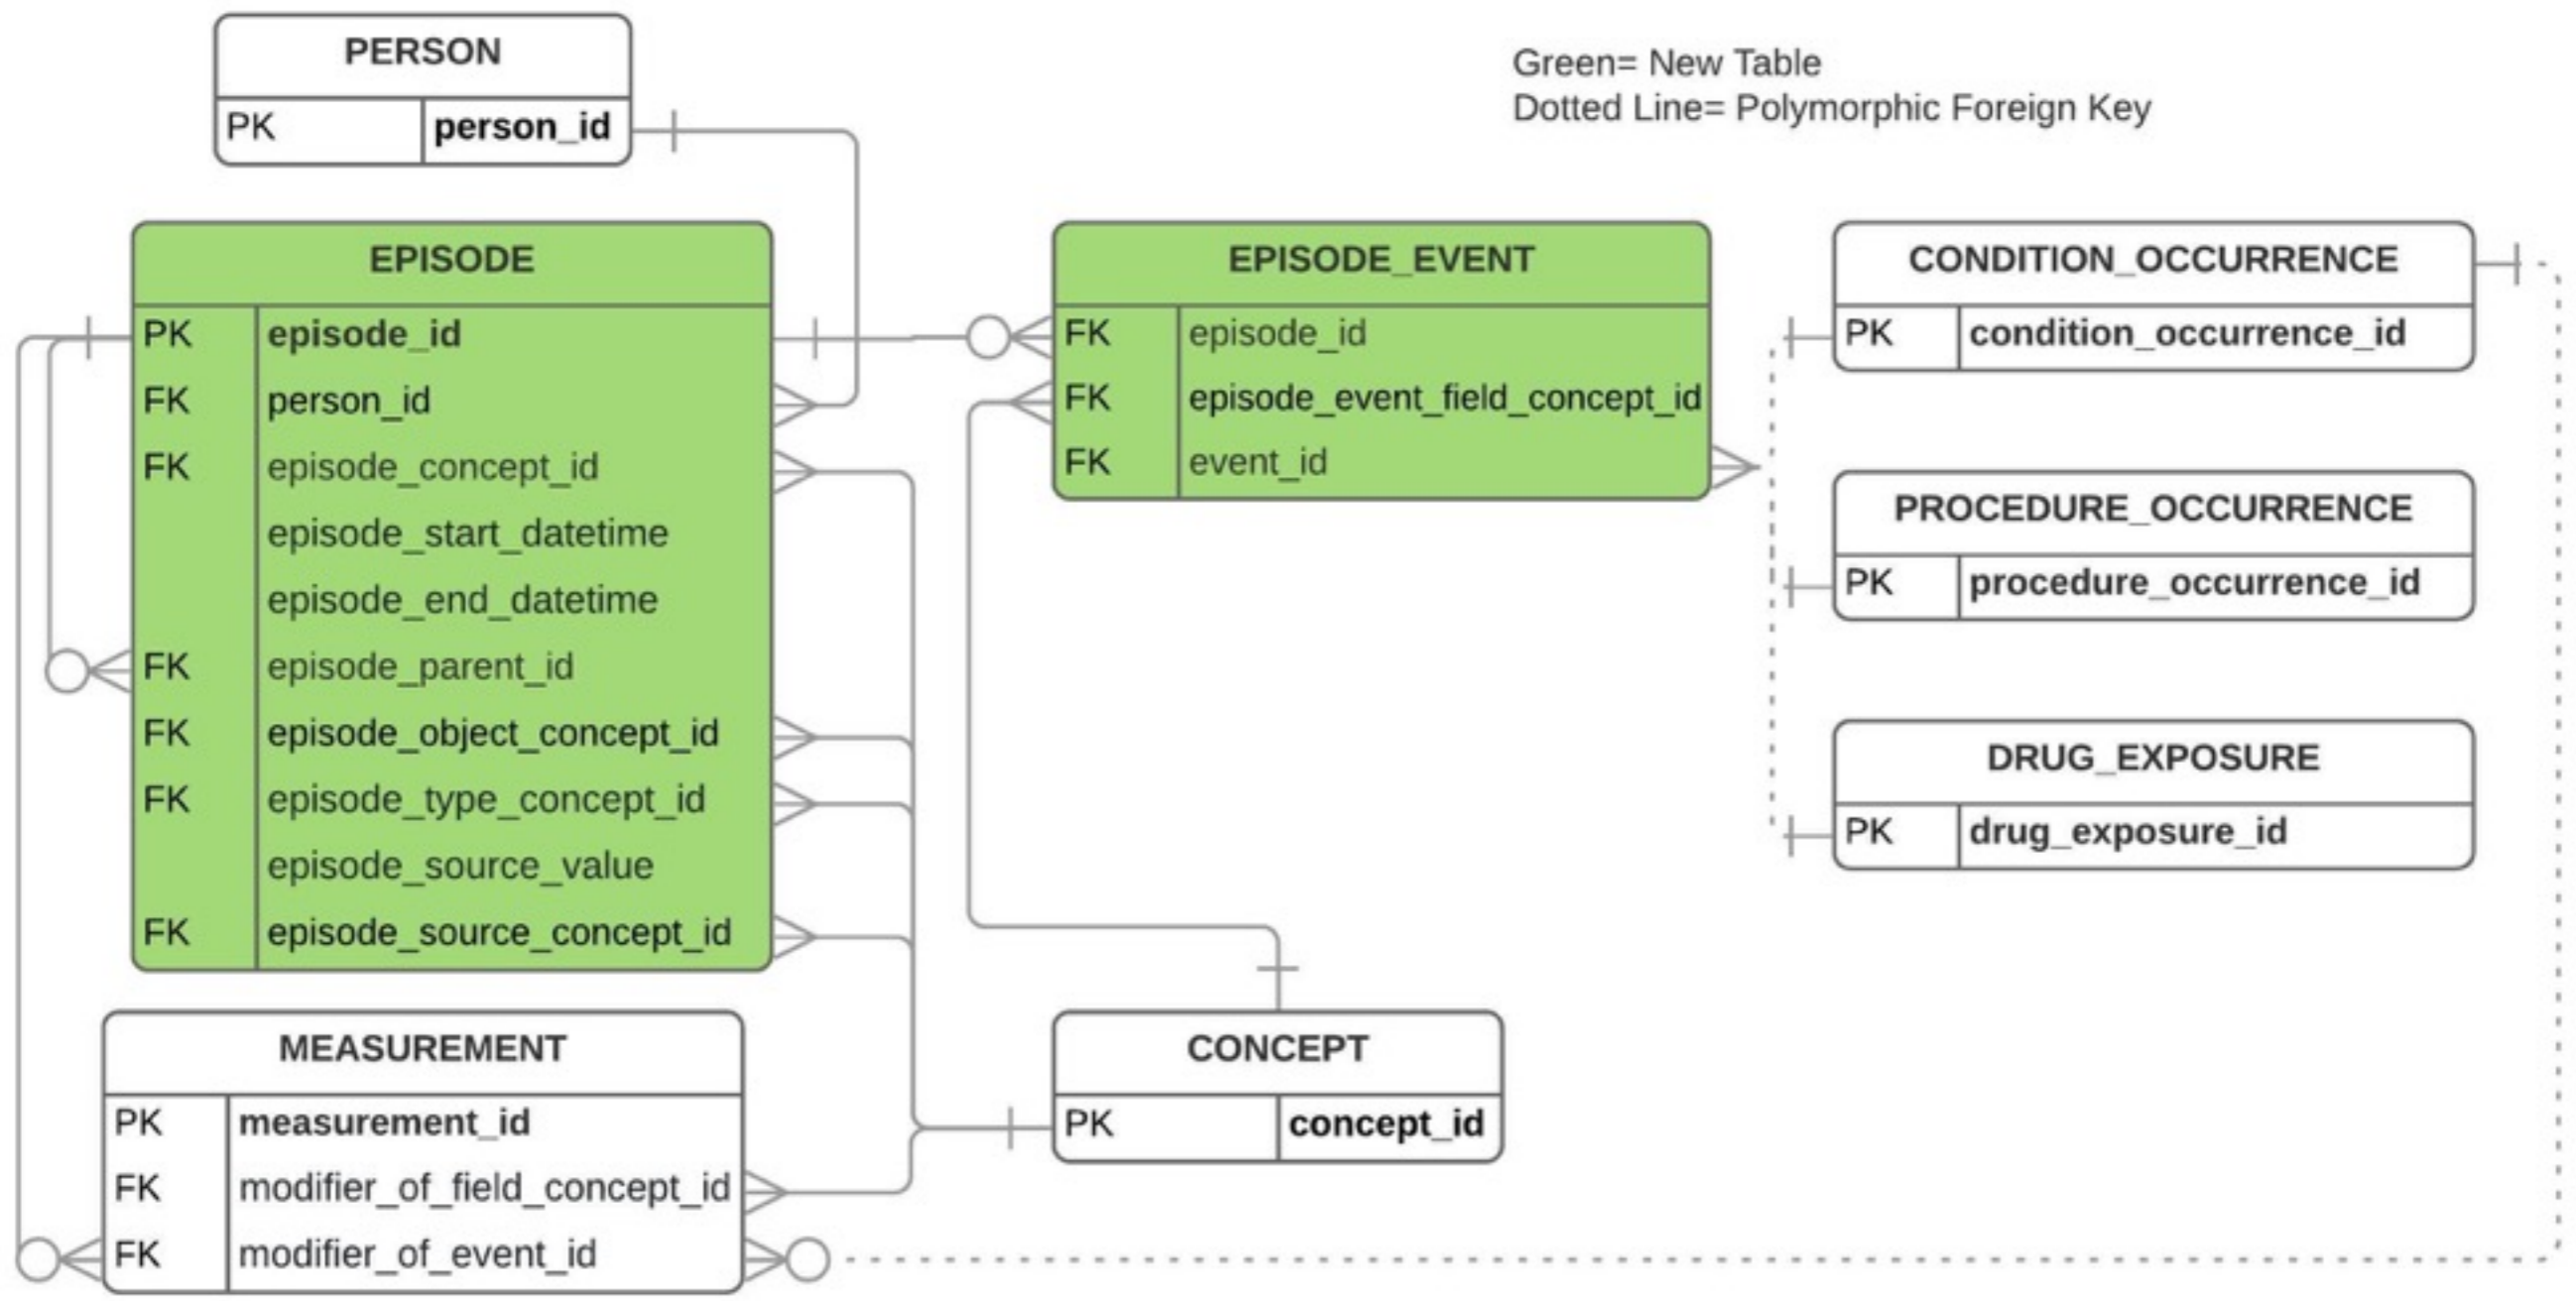 PERSON
PK person_id
Green= New Table
Dotted Line= Polymorphic Foreign Key
EPISODE
PK episode_id
FK person_id
FK episode_concept_id
episode_start_datetime
episode_end_datetime
FK episode_parent_id
FK episode_object_concept_id
FK episode_type_concept_id
episode_source_value
FK episode_source_concept_id
EPISODE_EVENT
FK episode_id
FK episode_event_field_concept_id
FK event_id
CONDITION_OCCURRENCE
PK condition_occurrence_id
PROCEDURE_OCCURRENCE
PK procedure_occurrence_id
DRUG_EXPOSURE
PK drug_exposure_id
MEASUREMENT
PK measurement_id
FK modifier_of_field_concept_id
FK modifier_of_event_id
CONCEPT
PK concept_id